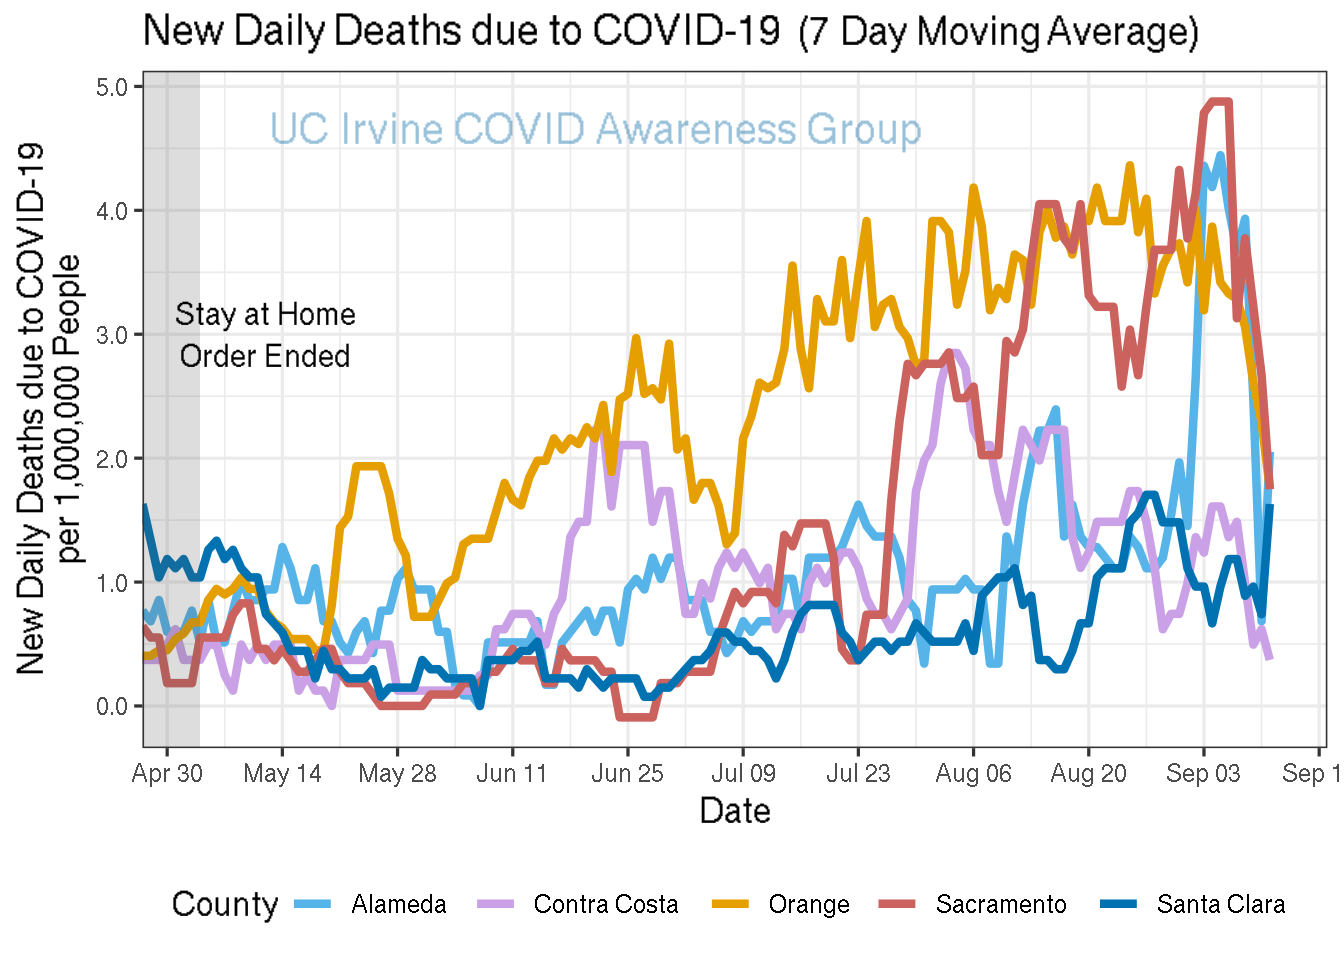 New Daily Deaths due to COVID-19 (7 Day Moving Average)
UC Irvine COVID Awareness Group
New Daily Deaths due to COVID-19
per 1,000,000 People
5.0
4.0
3.0
2.0
1.0
0.0
Stay at Home
Order Ended
Apr 30 May 14 May 28 Jun 11 Jun 25 Jul 09 Jul 23 Aug 06 Aug 20 Sep 03 Sep 1
Date
County Alameda Contra Costa Orange Sacramento Santa Clara